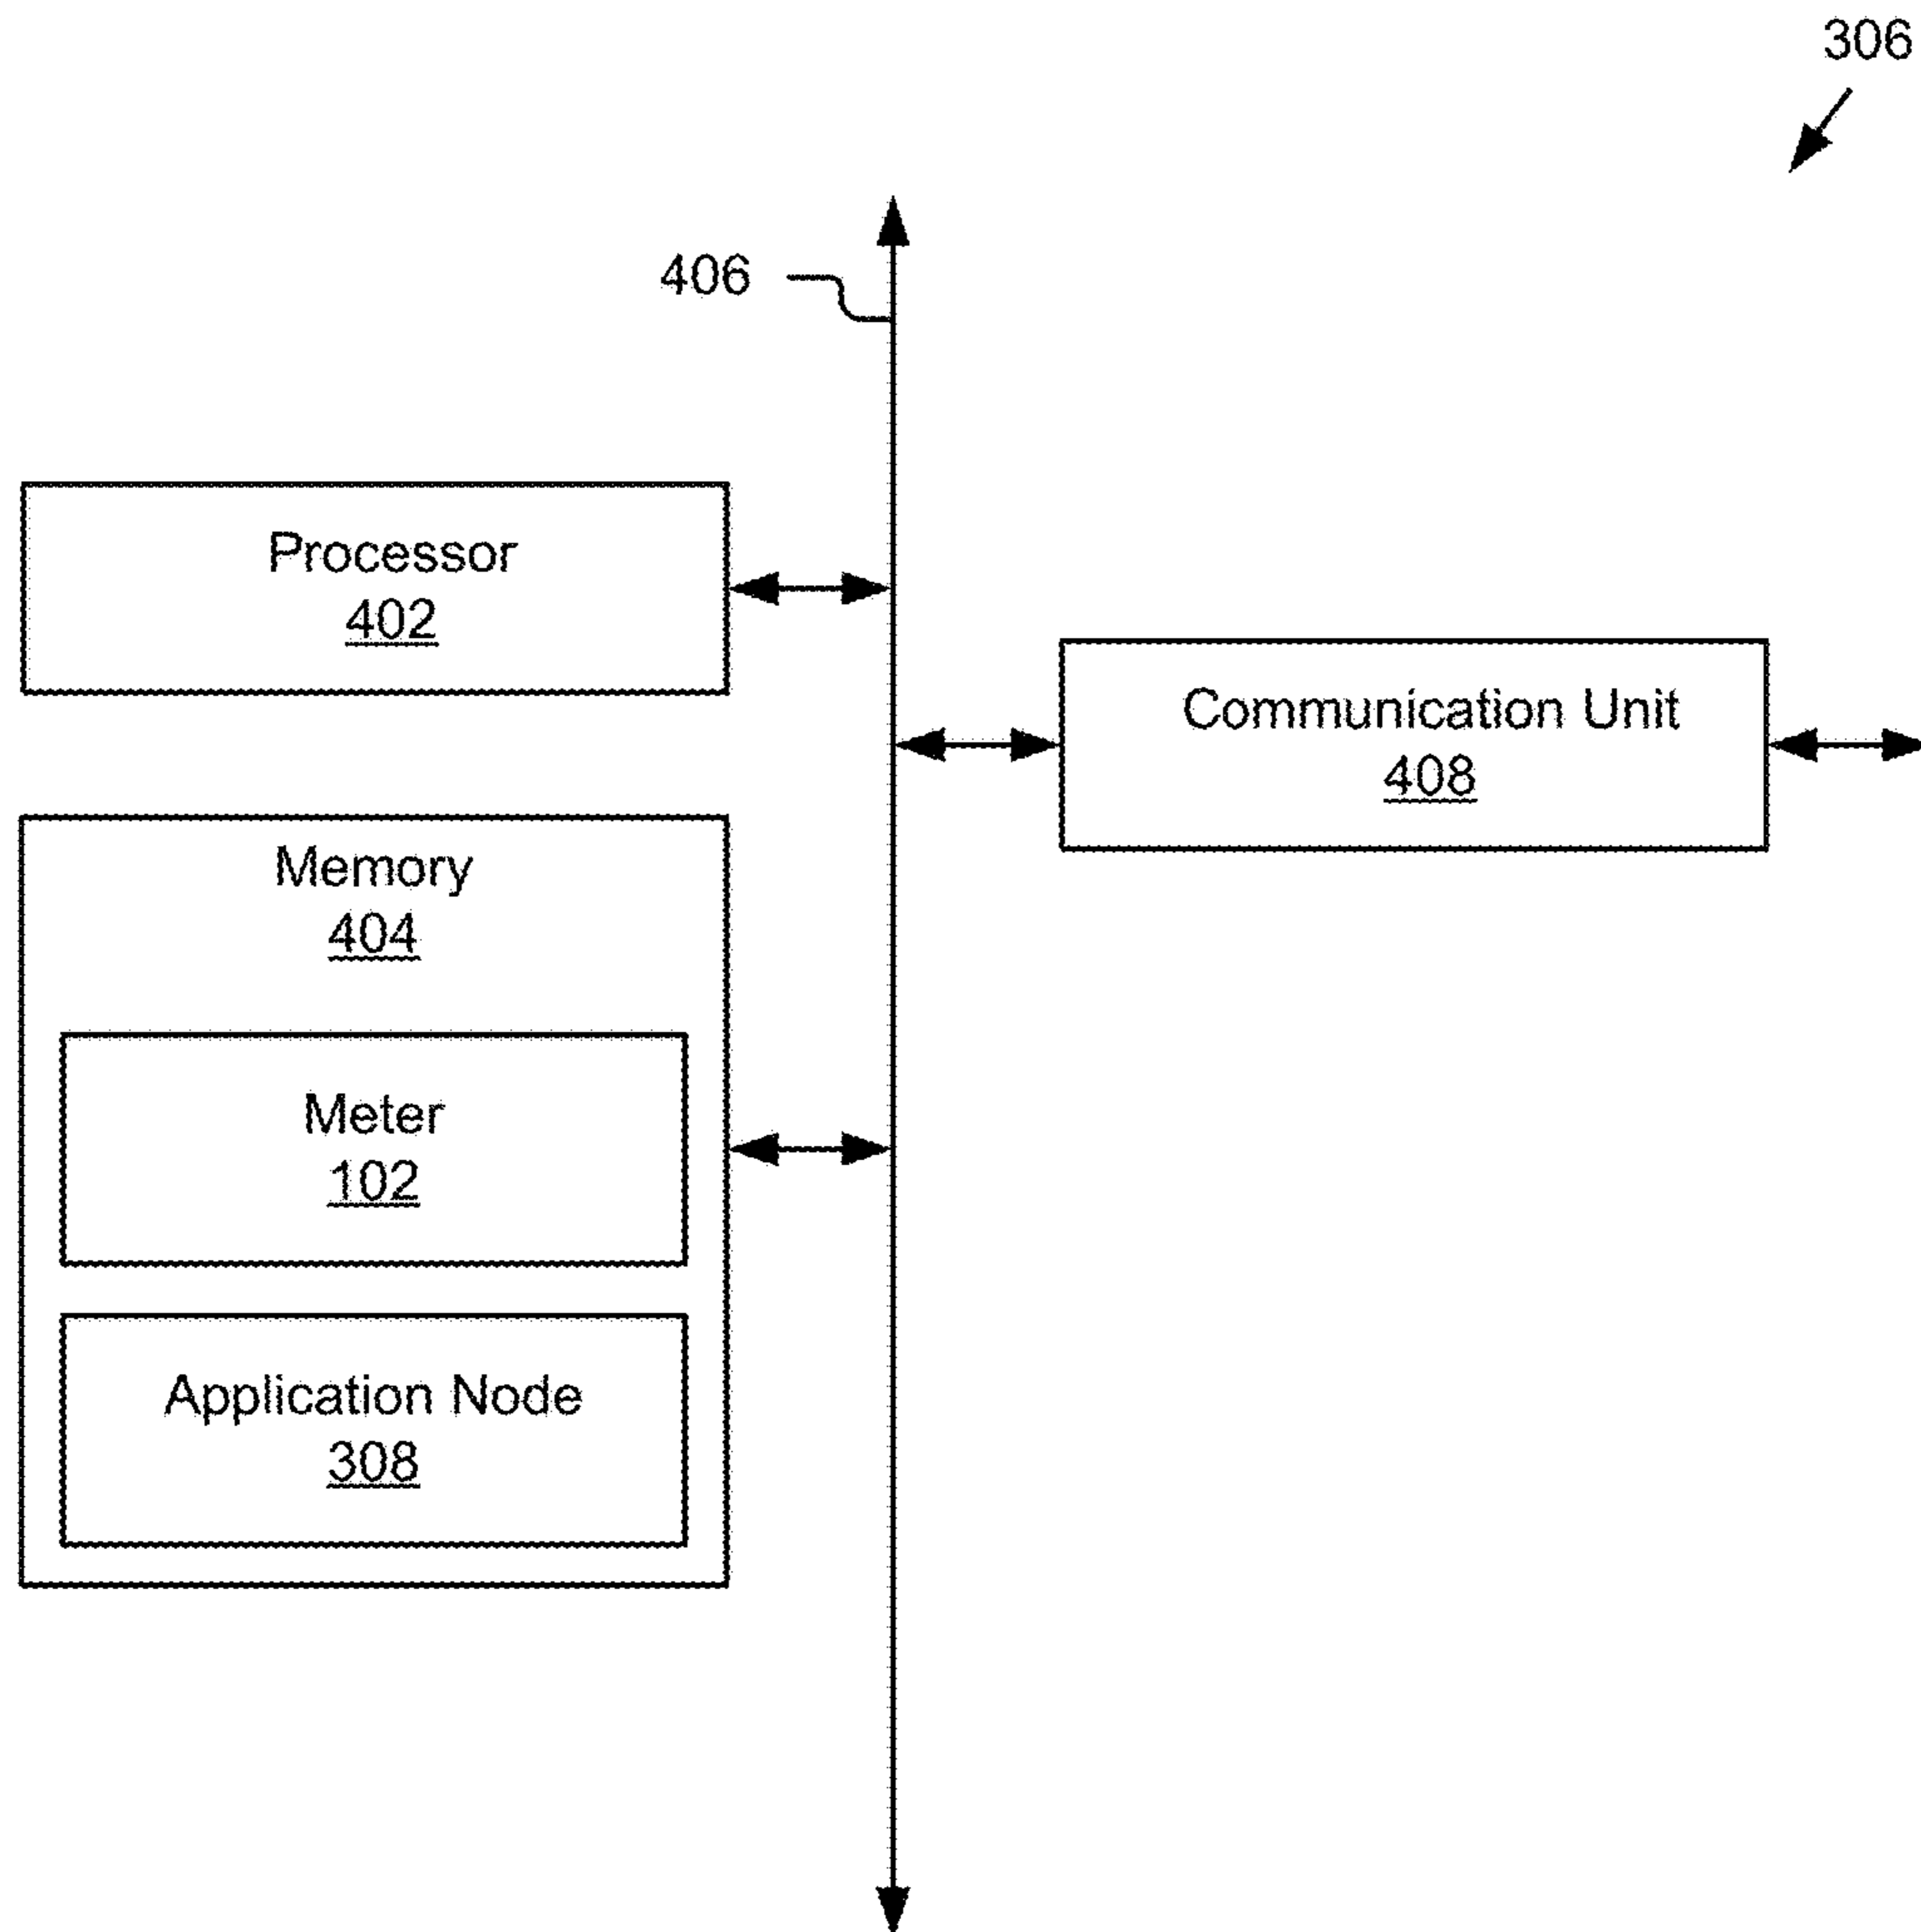 306
406
Processor
402
Communication Unit
408
Memory
404
Meter
102
Application Node
308